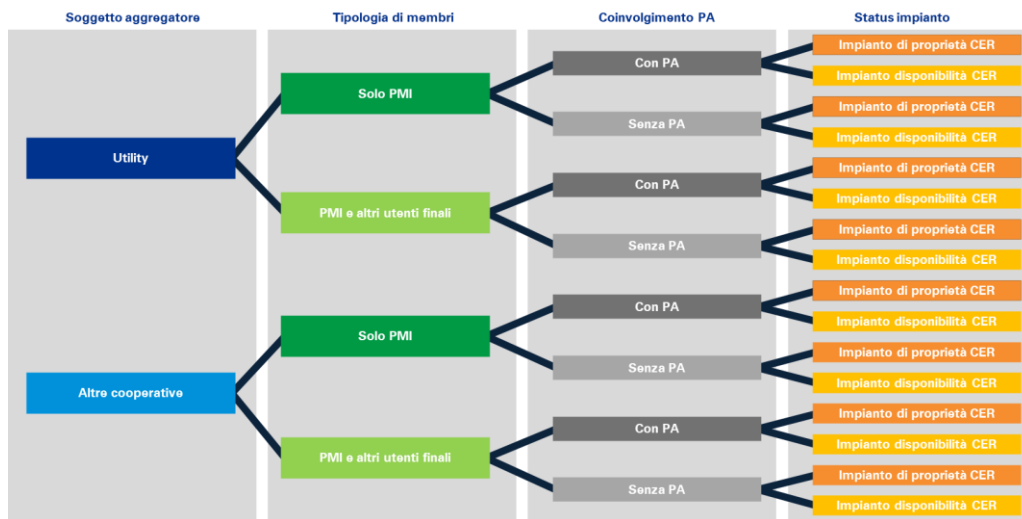 Soggetto aggregatore
Tipologia di membri
Coinvolgimento PA
Status impianto
Utility
Altre cooperative
Solo PMI
PMI e altri utenti finali
Solo PMI
PMI e altri utenti finali
Con PA
Senza PA
Con PA
Senza PA
Con PA
Senza PA
Con PA
Senza PA
Impianto di proprietà CER
Impianto disponibilità CER
Impianto di proprietà CER
Impianto disponibilità CER
Impianto di proprietà CER
Impianto disponibilità CER
Impianto di proprietà CER
Impianto disponibilità CER
Impianto di proprietà CER
Impianto disponibilità CER
Impianto di proprietà CER
Impianto disponibilità CER
Impianto di proprietà CER
Impianto disponibilità CER
Impianto di proprietà CER
Impianto disponibilità CER